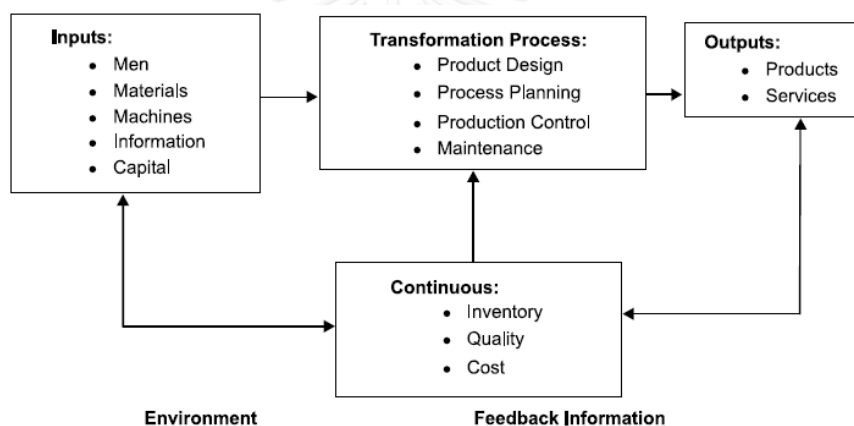 Inputs:
• Men
• Materials
• Machines
• Information
• Capital
Transformation Process:
• Product Design
• Process Planning
• Production Control
• Maintenance
Outputs:
• Products
• Services
Continuous:
• Inventory
• Quality
• Cost
Environment
Feedback Information